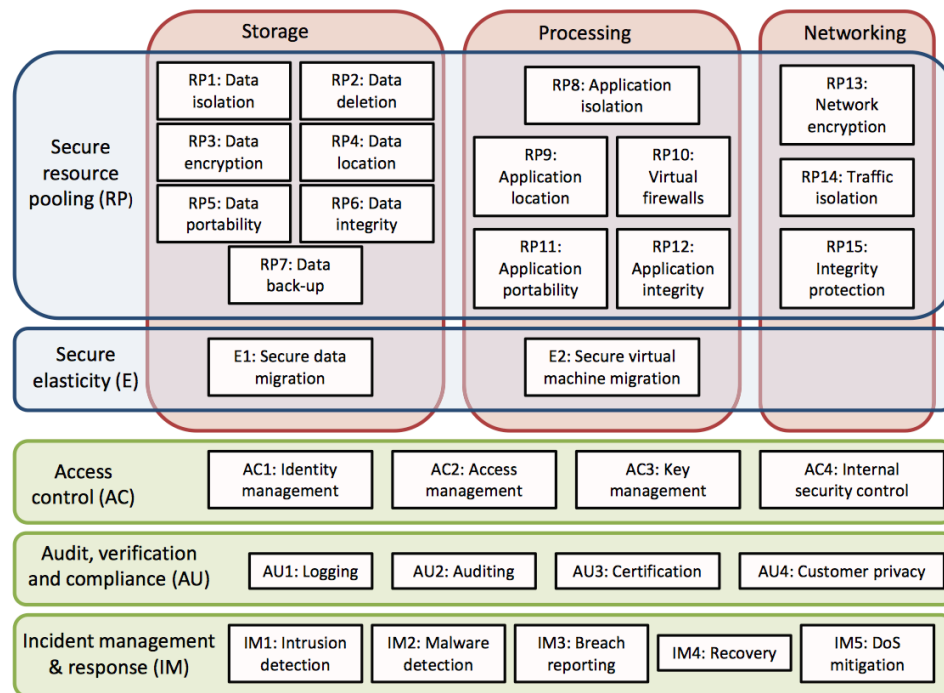 Storage
Processing
Networking
Secure
resource
pooling (RP)
RP1: Data
isolation
RP2: Data
deletion
RP3: Data
encryption
RP4: Data
location
RP5: Data
portability
RP6: Data
integrity
RP7: Data
back-up
RP8: Application
isolation
RP9:
Application
location
RP10:
Virtual
firewalls
RP11:
Application
portability
RP12:
Application
integrity
RP13:
Network
encryption
RP14: Traffic
isolation
RP15:
Integrity
protection
Secure
elasticity (E)
E1: Secure data
migration
E2: Secure virtual
machine migration
Access
control (AC)
AC1: Identity
management
AC2: Access
management
AC3: Key
management
AC4: Internal
security control
Audit, verification
and compliance (AU)
AU1: Logging
AU2: Auditing
AU3: Certification
AU4: Customer privacy
Incident management
& response (IM)
IM1: Intrusion
detection
IM2: Malware
detection
IM3: Breach
reporting
IM4: Recovery
IM5: DoS
mitigation